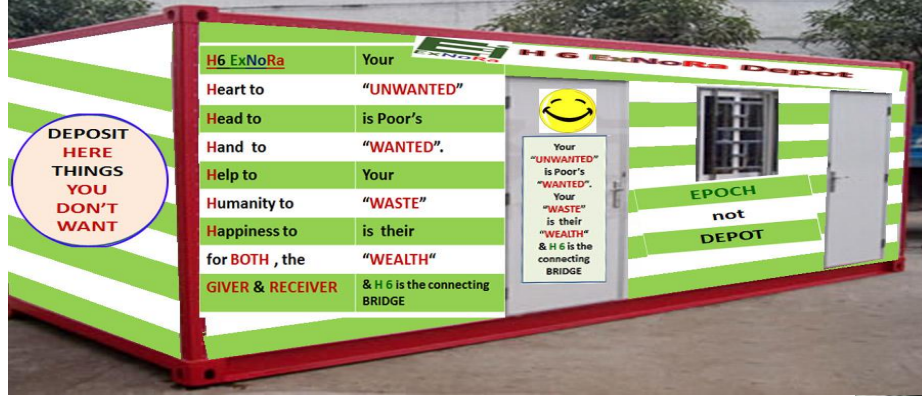 DEPOSIT
HERE
THINGS
YOU
DON'T
WANT
H6 ExNoRa
Heart to
Head to
Hand to
Help to
Humanity to
Happiness to
for BOTH , the
GIVER & RECEIVER
Your
“UNWANTED”
is Poor's
“WANTED”.
Your
“WASTE”
is their
“WEALTH“
& H 6 is the connecting
BRIDGE
ExNoRa
H 6 ExNoRa Depot
Your
“UNWANTED”
is Poor's
“WANTED”.
Your
“WASTE”
is their
“WEALTH“
& H 6 is the
connecting
BRIDGE
EPOCH
not
DEPOT